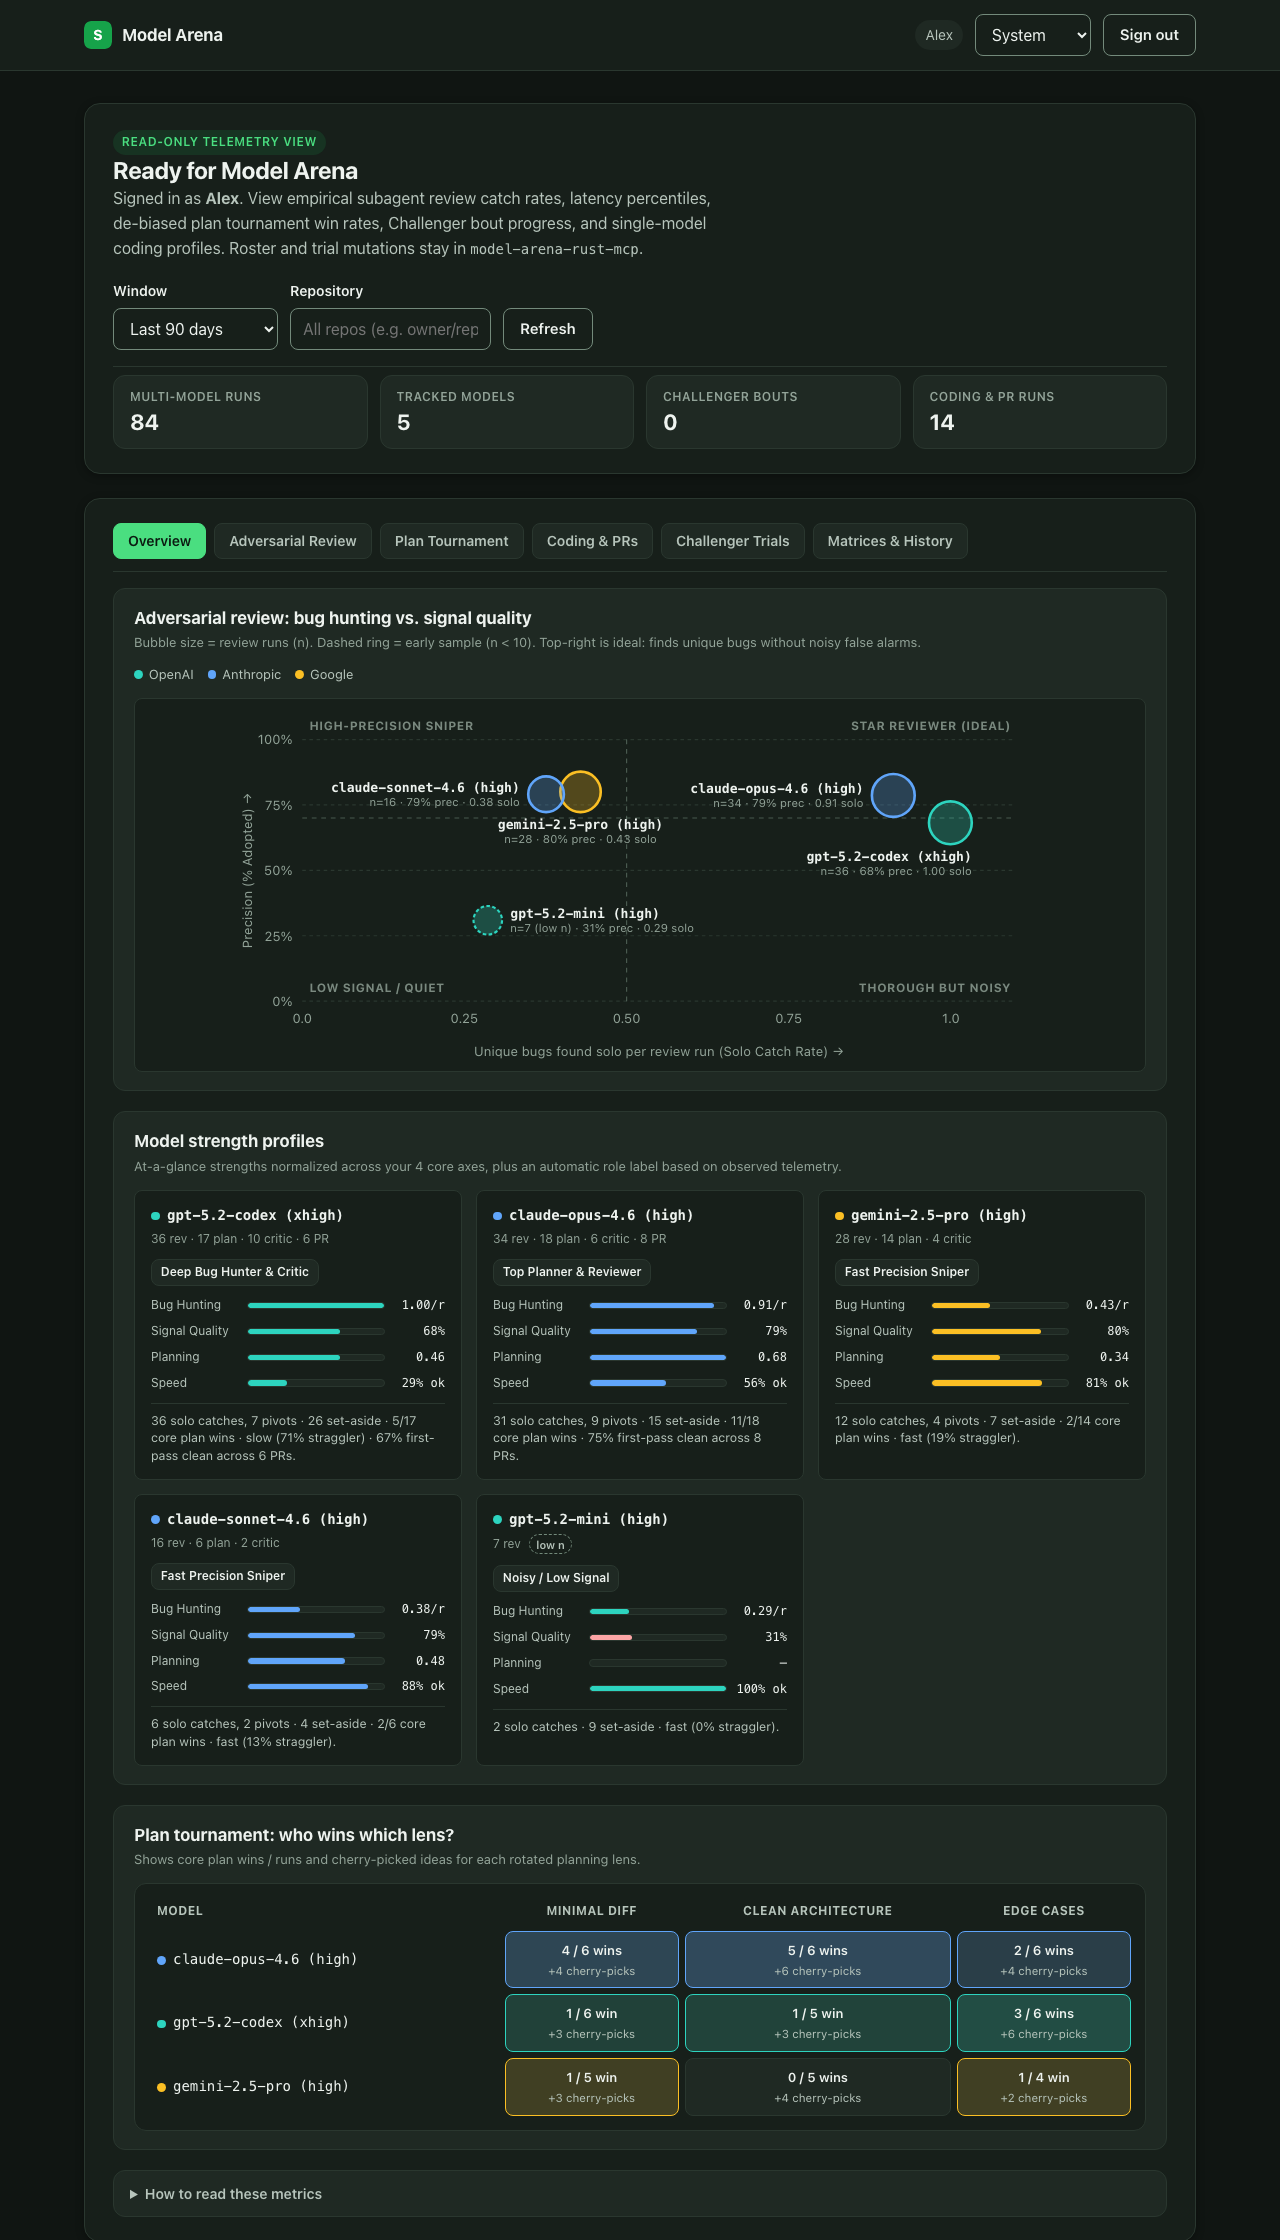 S Model Arena
Alex
System
Sign out
READ-ONLY TELEMETRY VIEW
Ready for Model Arena
Signed in as Alex. View empirical subagent review catch rates, latency percentiles,
de-biased plan tournament win rates, Challenger bout progress, and single-model
coding profiles. Roster and trial mutations stay in model-arena-rust-mcp.
Window
Repository
Last 90 days
All repos (e.g. owner/rep
Refresh
MULTI-MODEL RUNS
84
TRACKED MODELS
5
CHALLENGER BOUTS
0
CODING & PR RUNS
14
Overview
Adversarial Review
Plan Tournament
Coding & PRs
Challenger Trials
Matrices & History
Adversarial review: bug hunting vs. signal quality
Bubble size = review runs (n). Dashed ring = early sample (n < 10). Top-right is ideal: finds unique bugs without noisy false alarms.
OpenAI
Anthropic
Google
HIGH-PRECISION SNIPER
STAR REVIEWER (IDEAL)
100%
claude-sonnet-4.6 (high)
n=16 · 79% prec · 0.38 solo
claude-opus-4.6 (high)
n=34 · 79% prec · 0.91 solo
75%
gemini-2.5-pro (high)
n=28 · 80% prec · 0.43 solo
gpt-5.2-codex (xhigh)
n=36 · 68% prec · 1.00 solo
50%
gpt-5.2-mini (high)
n=7 (low n) · 31% prec · 0.29 solo
25%
Precision (% Adopted) →
LOW SIGNAL / QUIET
THOROUGH BUT NOISY
0%
0.0
0.25
0.50
0.75
1.0
Unique bugs found solo per review run (Solo Catch Rate) →
Model strength profiles
At-a-glance strengths normalized across your 4 core axes, plus an automatic role label based on observed telemetry.
gpt-5.2-codex (xhigh)
36 rev · 17 plan · 10 critic · 6 PR
Deep Bug Hunter & Critic
Bug Hunting 1.00/r
Signal Quality 68%
Planning 0.46
Speed 29% ok
36 solo catches, 7 pivots · 26 set-aside · 5/17
core plan wins · slow (71% straggler) · 67% first-
pass clean across 6 PRs.
claude-opus-4.6 (high)
34 rev · 18 plan · 6 critic · 8 PR
Top Planner & Reviewer
Bug Hunting 0.91/r
Signal Quality 79%
Planning 0.68
Speed 56% ok
31 solo catches, 9 pivots · 15 set-aside · 11/18
core plan wins · 75% first-pass clean across 8
PRs.
gemini-2.5-pro (high)
28 rev · 14 plan · 4 critic
Fast Precision Sniper
Bug Hunting 0.43/r
Signal Quality 80%
Planning 0.34
Speed 81% ok
12 solo catches, 4 pivots · 7 set-aside · 2/14 core
plan wins · fast (19% straggler).
claude-sonnet-4.6 (high)
16 rev · 6 plan · 2 critic
Fast Precision Sniper
Bug Hunting 0.38/r
Signal Quality 79%
Planning 0.48
Speed 88% ok
6 solo catches, 2 pivots · 4 set-aside · 2/6 core
plan wins · fast (13% straggler).
gpt-5.2-mini (high)
7 rev low n
Noisy / Low Signal
Bug Hunting 0.29/r
Signal Quality 31%
Planning —
Speed 100% ok
2 solo catches · 9 set-aside · fast (0% straggler).
Plan tournament: who wins which lens?
Shows core plan wins / runs and cherry-picked ideas for each rotated planning lens.
MODEL
MINIMAL DIFF
CLEAN ARCHITECTURE
EDGE CASES
claude-opus-4.6 (high)
4 / 6 wins
+4 cherry-picks
5 / 6 wins
+6 cherry-picks
2 / 6 wins
+4 cherry-picks
gpt-5.2-codex (xhigh)
1 / 6 win
+3 cherry-picks
1 / 5 win
+3 cherry-picks
3 / 6 wins
+6 cherry-picks
gemini-2.5-pro (high)
1 / 5 win
+3 cherry-picks
0 / 5 wins
+4 cherry-picks
1 / 4 win
+2 cherry-picks
How to read these metrics